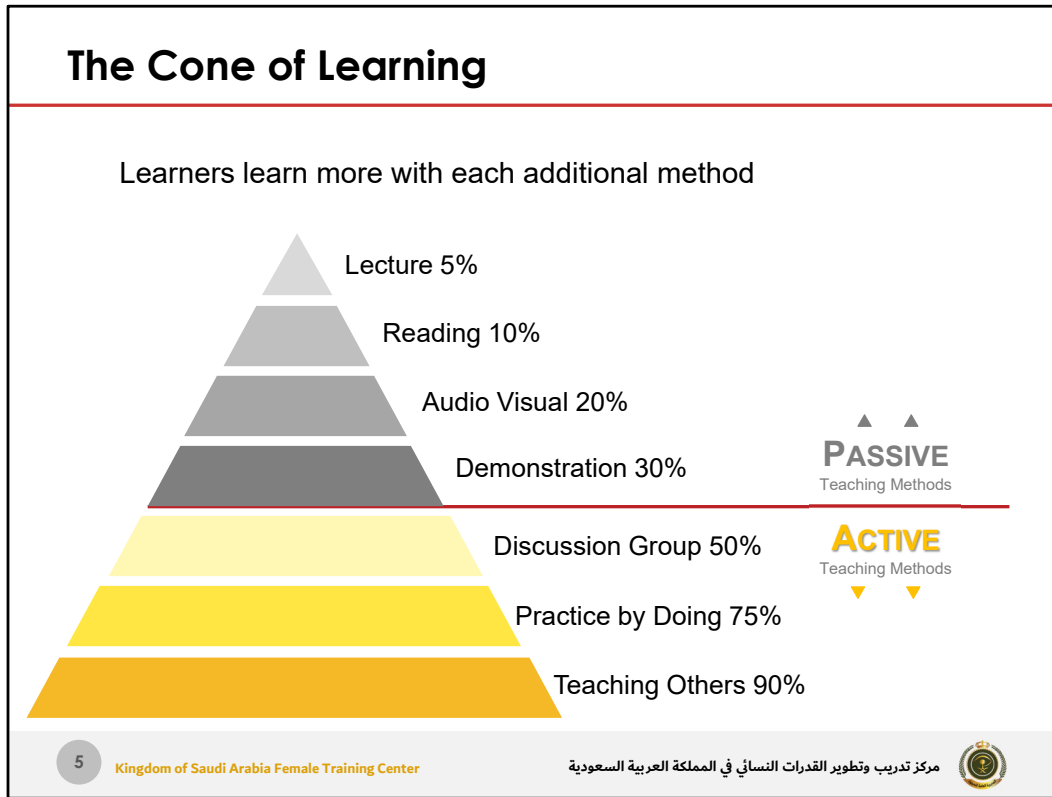 The Cone of Learning
Learners learn more with each additional method
Lecture 5%
Reading 10%
Audio Visual 20%
Demonstration 30%
PASSIVE
Teaching Methods
Discussion Group 50%
ACTIVE
Teaching Methods
Practice by Doing 75%
Teaching Others 90%
5
Kingdom of Saudi Arabia Female Training Center
مركز تدريب وتطوير القدرات النسائي في المملكة العربية السعودية